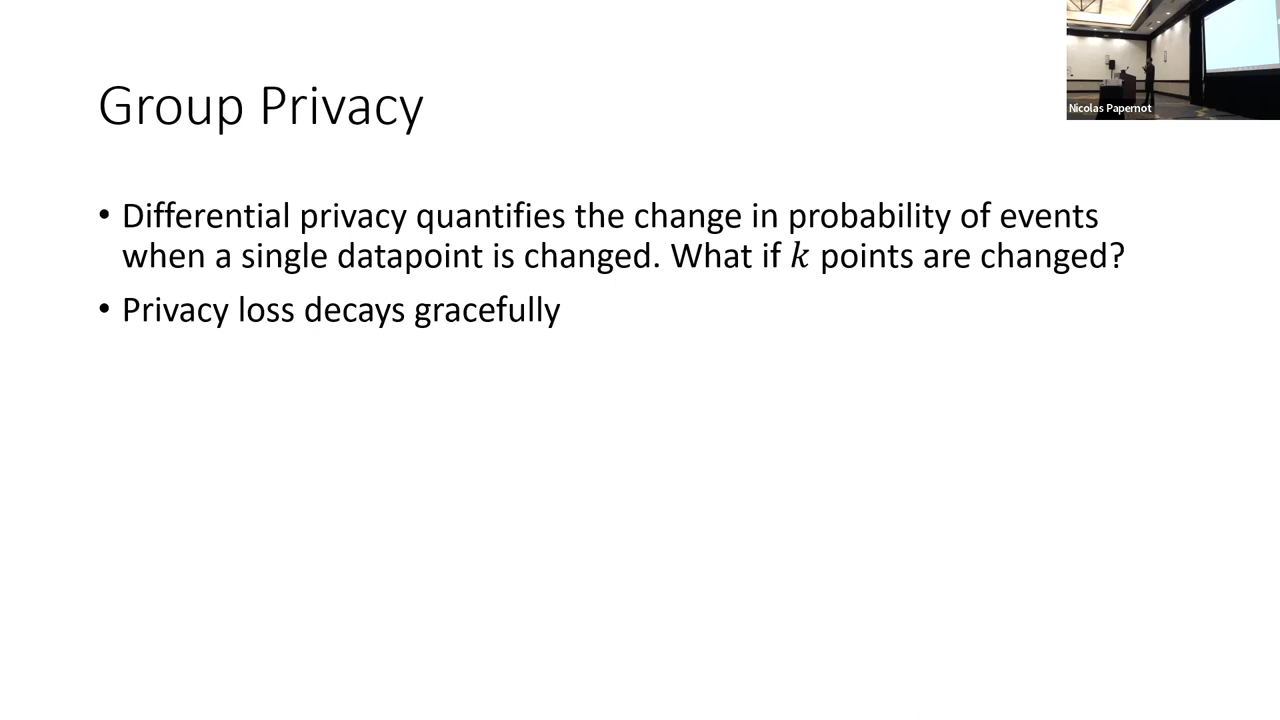 Nicolas Papernot
Group Privacy
• Differential privacy quantifies the change in probability of events
when a single datapoint is changed. What if k points are changed?
• Privacy loss decays gracefully